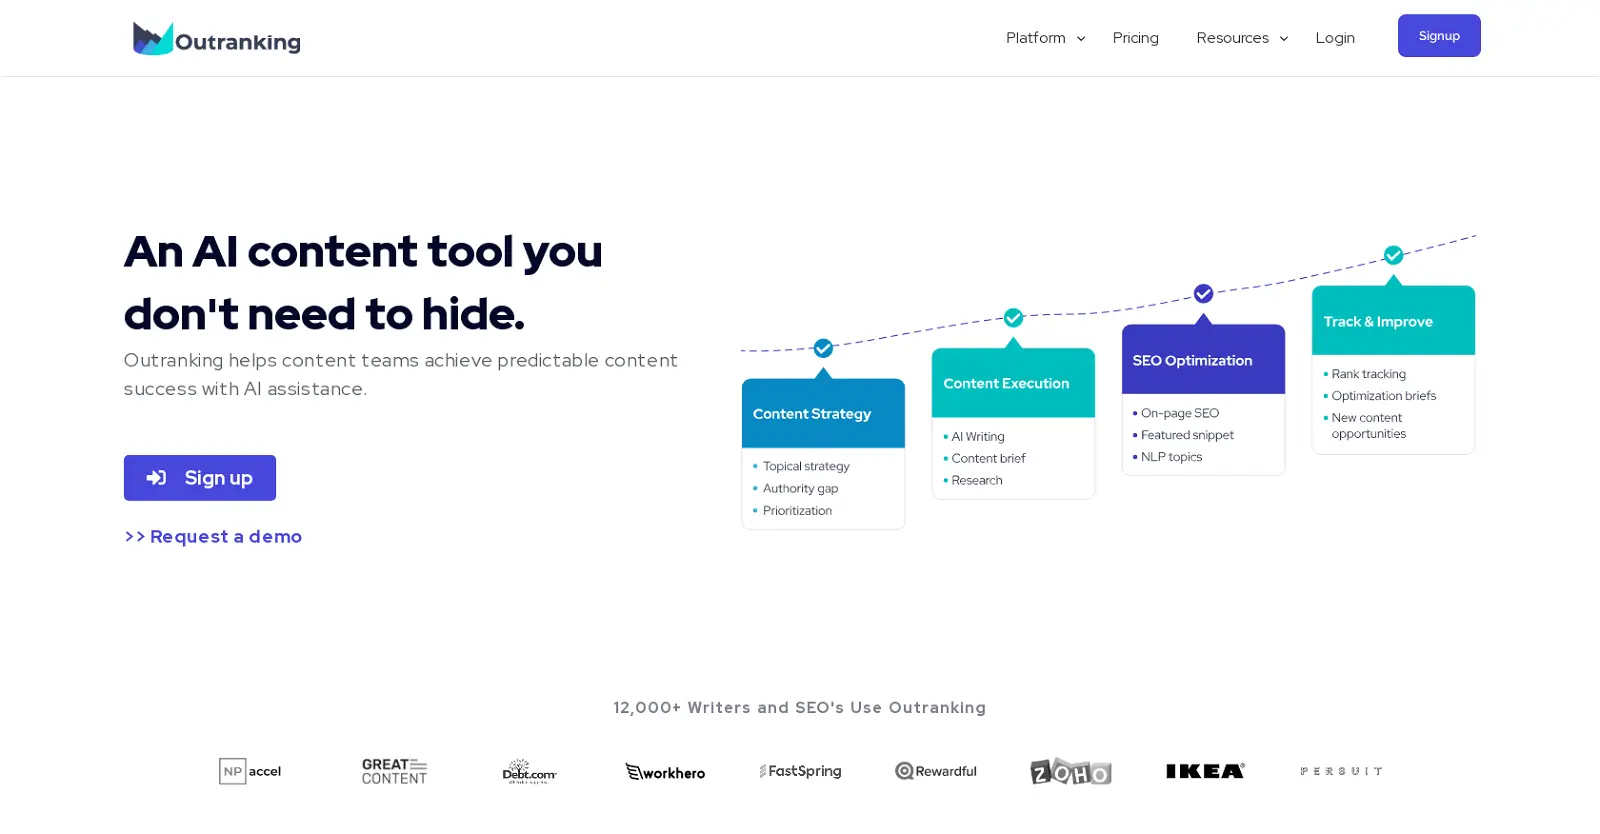 Outranking
Platform
Pricing
Resources
Login
Signup
An AI content tool you
don't need to hide.
Outranking helps content teams achieve predictable content
success with AI assistance.
Sign up
>> Request a demo
Content Strategy
Topical strategy
Authority gap
Prioritization
Content Execution
AI Writing
Content brief
Research
SEO Optimization
On-page SEO
Featured snippet
NLP topics
Track & Improve
Rank tracking
Optimization briefs
New content
opportunities
12,000+ Writers and SEO's Use Outranking
NP accel
GREAT
CONTENT
Debt.com
workhero
FastSpring
Rewardful
ZOHO
IKEA
PERSUIT